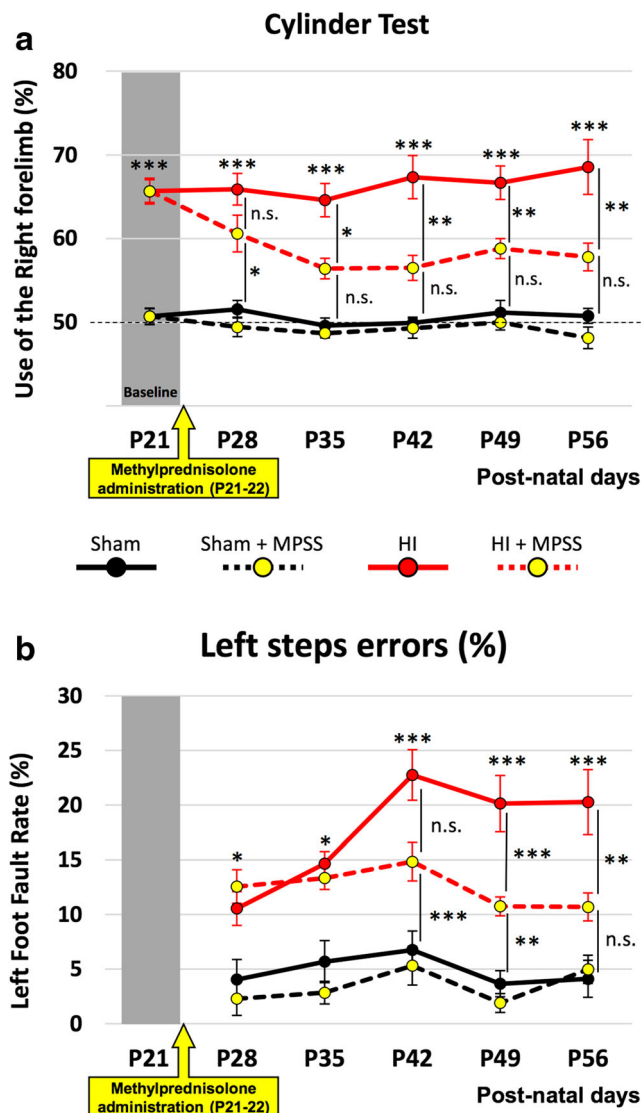 a
Cylinder Test
Use of the Right forelimb (%)
80
70
60
50
*** *** *** *** *** ***
n.s. * ** ** **
* n.s. n.s. n.s. n.s.
Baseline
P21 P28 P35 P42 P49 P56
Methylprednisolone
administration (P21-22)
Post-natal days
Sham Sham + MPSS HI HI + MPSS
b
Left steps errors (%)
Left Foot Fault Rate (%)
30
25
20
15
10
5
0
* * *** *** ***
n.s. *** **
*** ** n.s.
P21 P28 P35 P42 P49 P56
Methylprednisolone
administration (P21-22)
Post-natal days